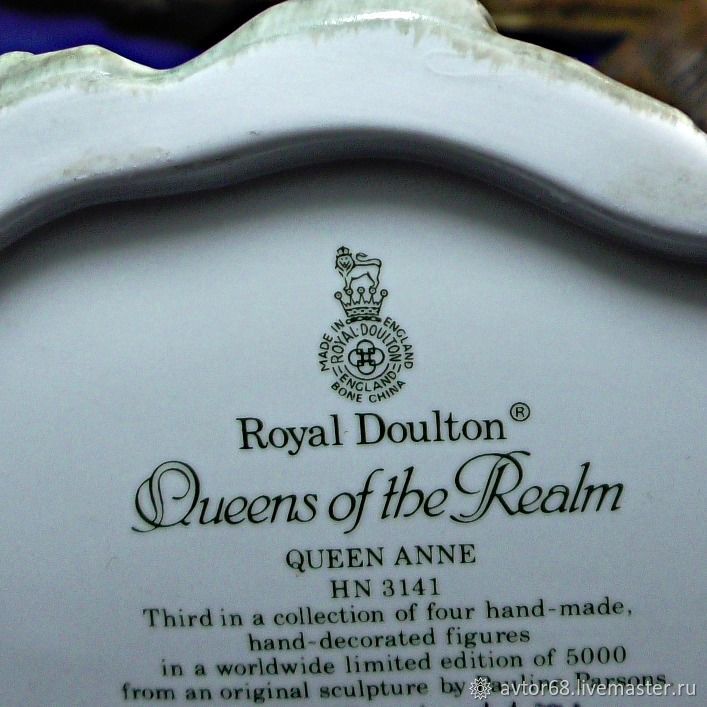 MADE IN ENGLAND
ROYAL·DOULTON
ENGLAND
BONE CHINA
Royal Doulton®
Queens of the Realm
QUEEN ANNE
HN 3141
Third in a collection of four hand-made,
hand-decorated figures
in a worldwide limited edition of 5000
from an original sculpture by Pauline Parsons.
avtor68.livemaster.ru